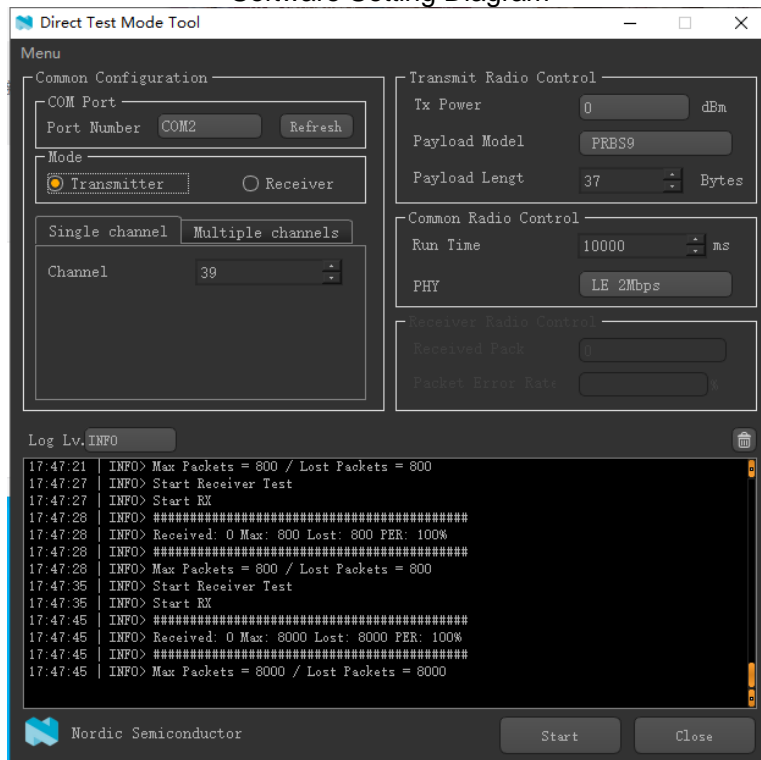 Software Setting Diagram
Direct Test Mode Tool
Menu
Common Configuration
COM Port
Port Number COM2 Refresh
Mode
Transmitter Receiver
Single channel Multiple channels
Channel 39
Transmit Radio Control
Tx Power 0 dBm
Payload Model PRBS9
Payload Lengt 37 Bytes
Common Radio Control
Run Time 10000 ms
PHY LE 2Mbps
Receiver Radio Control
Received Pack 0
Packet Error Rate %
Log Lv. INFO
17:47:21 | INFO> Max Packets = 800 / Lost Packets = 800
17:47:27 | INFO> Start Receiver Test
17:47:27 | INFO> Start RX
17:47:28 | INFO> ##########################################
17:47:28 | INFO> Received: 0 Max: 800 Lost: 800 PER: 100%
17:47:28 | INFO> ##########################################
17:47:28 | INFO> Max Packets = 800 / Lost Packets = 800
17:47:35 | INFO> Start Receiver Test
17:47:35 | INFO> Start RX
17:47:45 | INFO> ##########################################
17:47:45 | INFO> Received: 0 Max: 8000 Lost: 8000 PER: 100%
17:47:45 | INFO> ##########################################
17:47:45 | INFO> Max Packets = 8000 / Lost Packets = 8000
Nordic Semiconductor Start Close